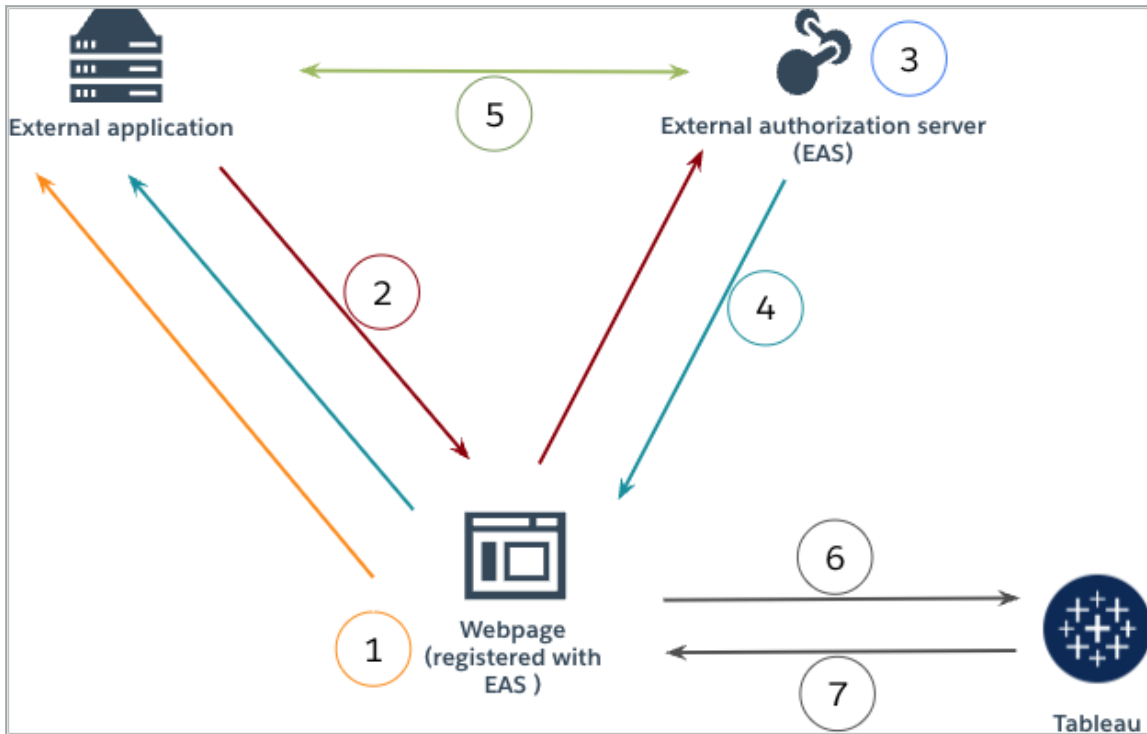 3
5
External application
External authorization server
(EAS)
2
4
6
1
Webpage
(registered with
EAS )
7
Tableau